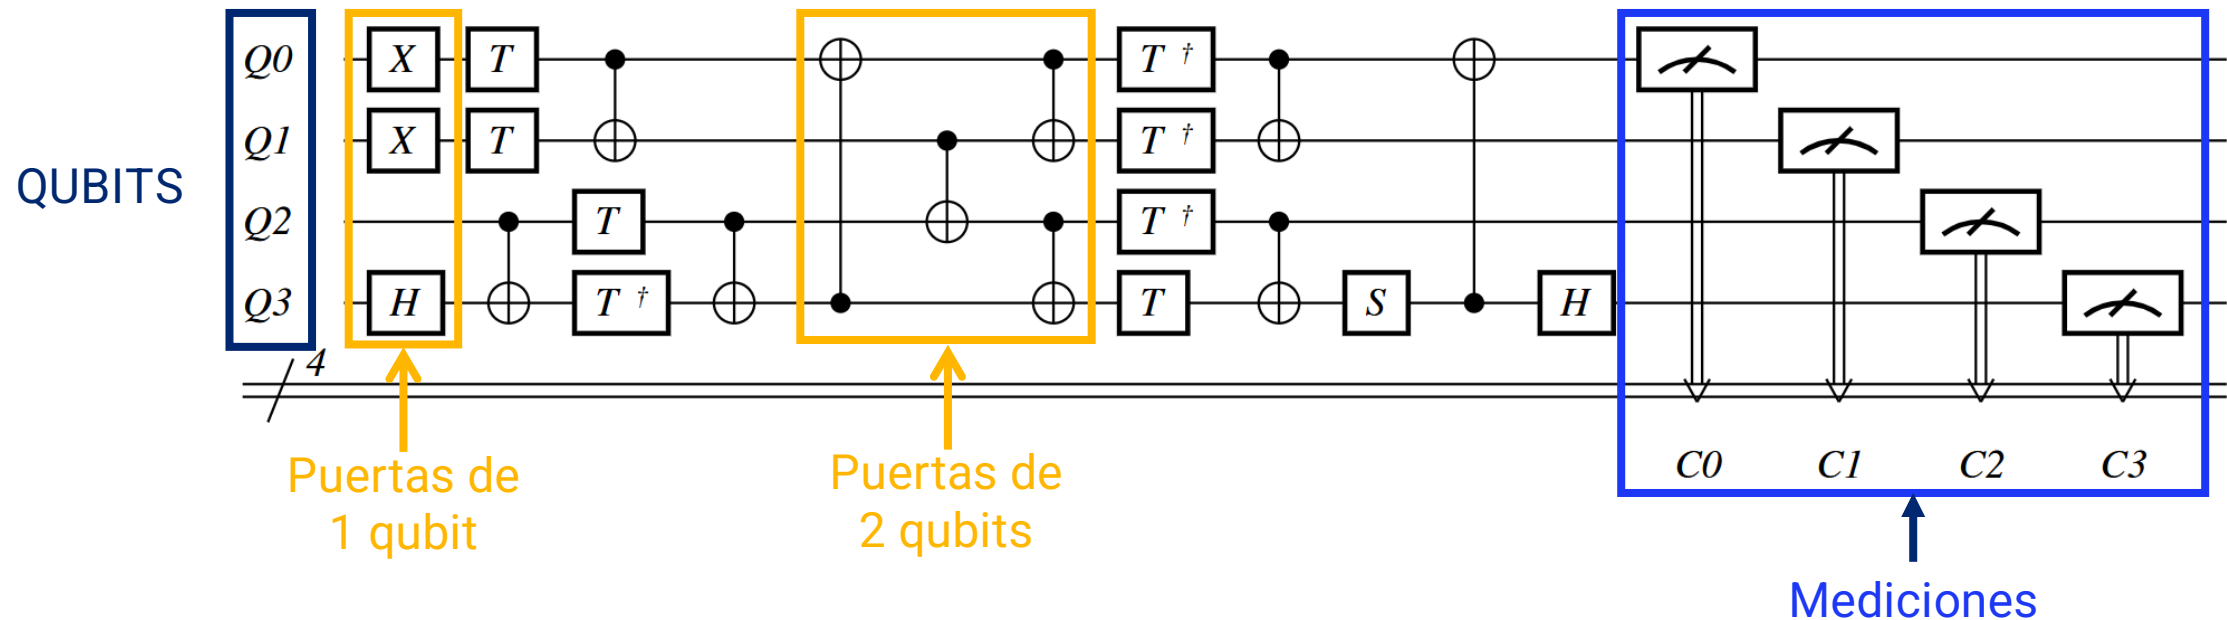 QUBITS
Q0 X T T † 
Q1 X T T †
Q2 T T †
Q3 H T † T S H
4
C0 C1 C2 C3
Puertas de
1 qubit
Puertas de
2 qubits
Mediciones